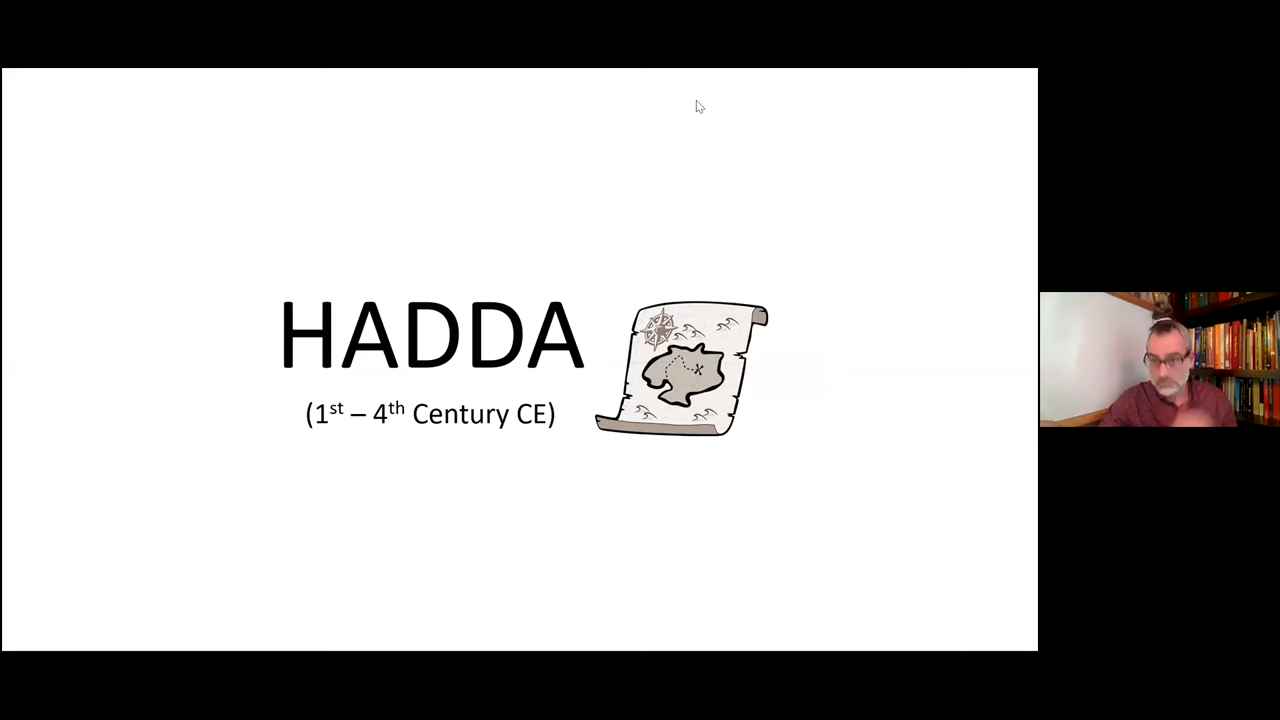 HADDA
(1st – 4th Century CE)